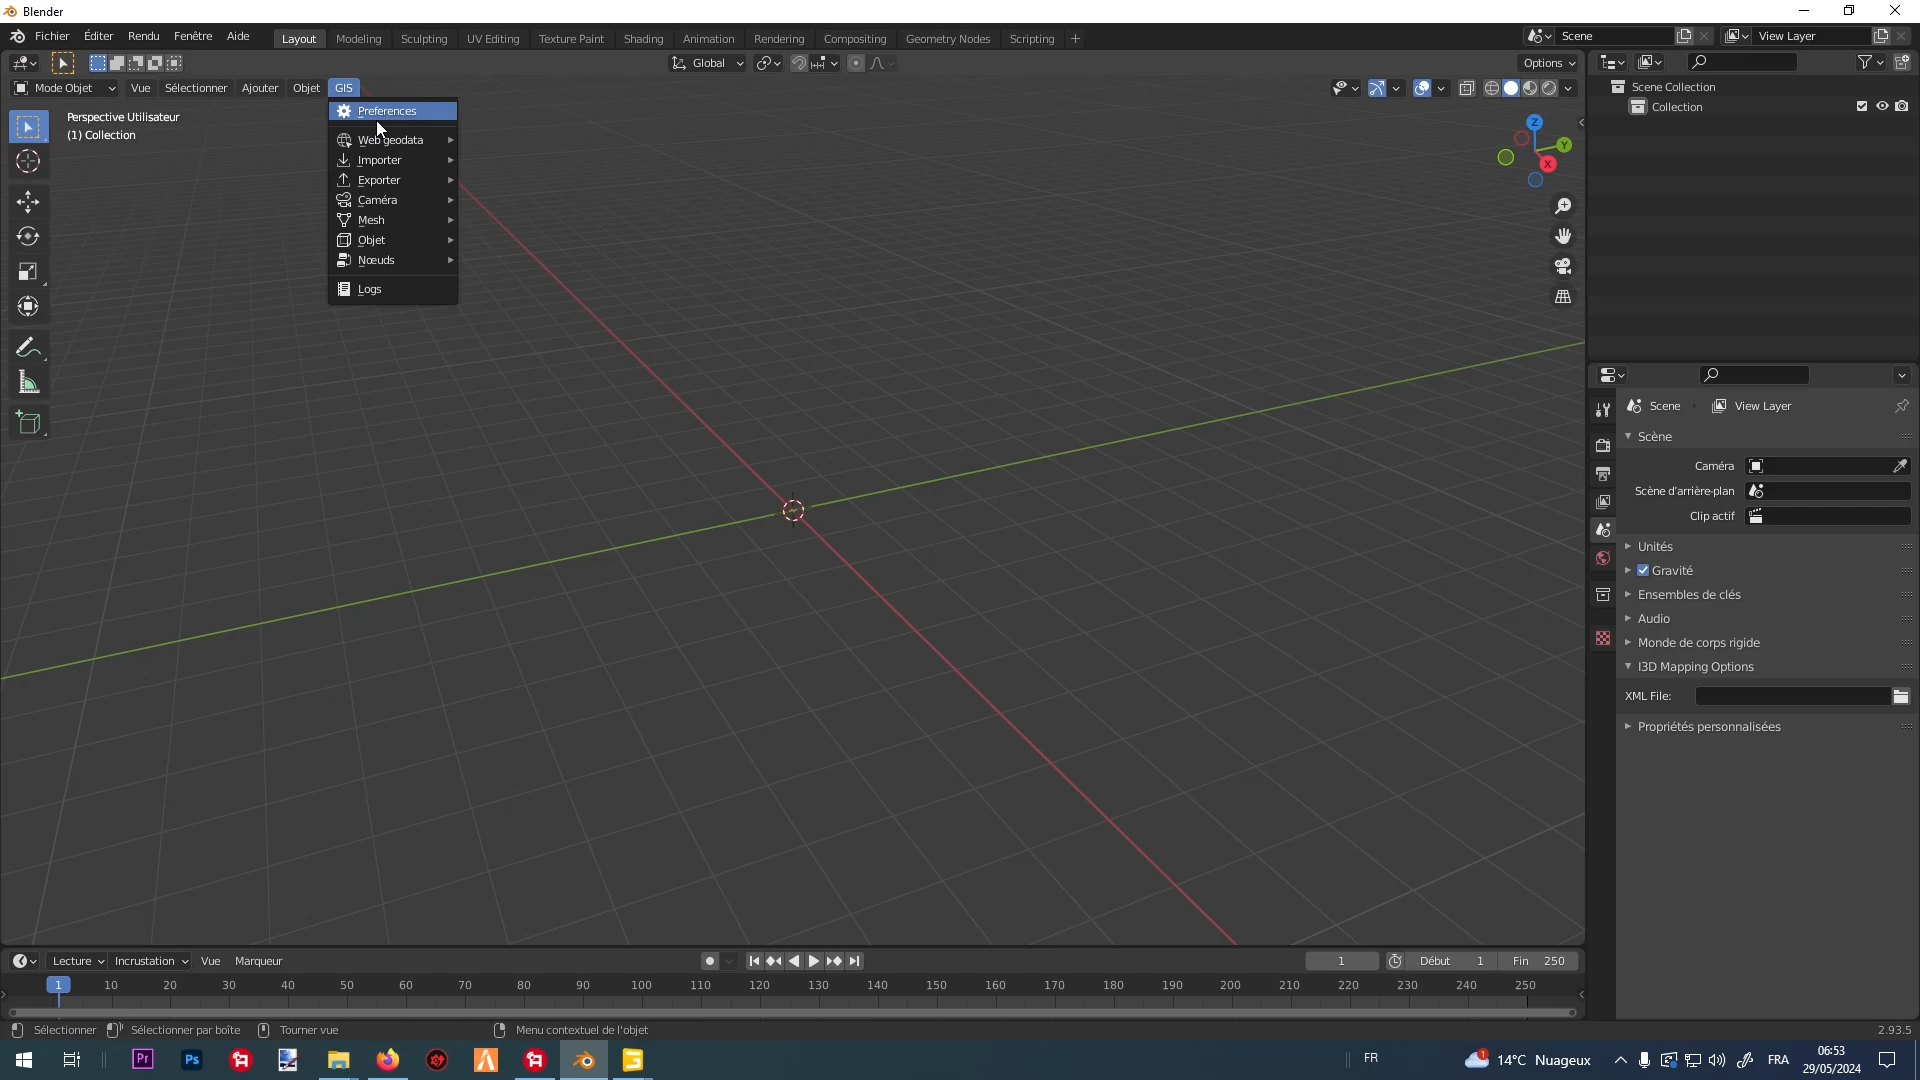 Blender
Fichier Éditer Rendu Fenêtre Aide Layout Modeling Sculpting UV Editing Texture Paint Shading Animation Rendering Compositing Geometry Nodes Scripting + Scene View Layer
Global Options
Mode Objet Vue Sélectionner Ajouter Objet GIS
Perspective Utilisateur
(1) Collection
Preferences
Web geodata
Importer
Exporter
Caméra
Mesh
Objet
Nœuds
Logs
Z
Y
X
Scene Collection
Collection
Scene View Layer
Scène
Caméra
Scène d'arrière-plan
Clip actif
Unités
Gravité
Ensembles de clés
Audio
Monde de corps rigide
I3D Mapping Options
XML File:
Propriétés personnalisées
Lecture Incrustation Vue Marqueur 1 Début 1 Fin 250
1 10 20 30 40 50 60 70 80 90 100 110 120 130 140 150 160 170 180 190 200 210 220 230 240 250
Sélectionner Sélectionner par boîte Tourner vue Menu contextuel de l'objet 2.93.5
Pr Ps FR 1 14°C Nuageux FRA 06:53
29/05/2024